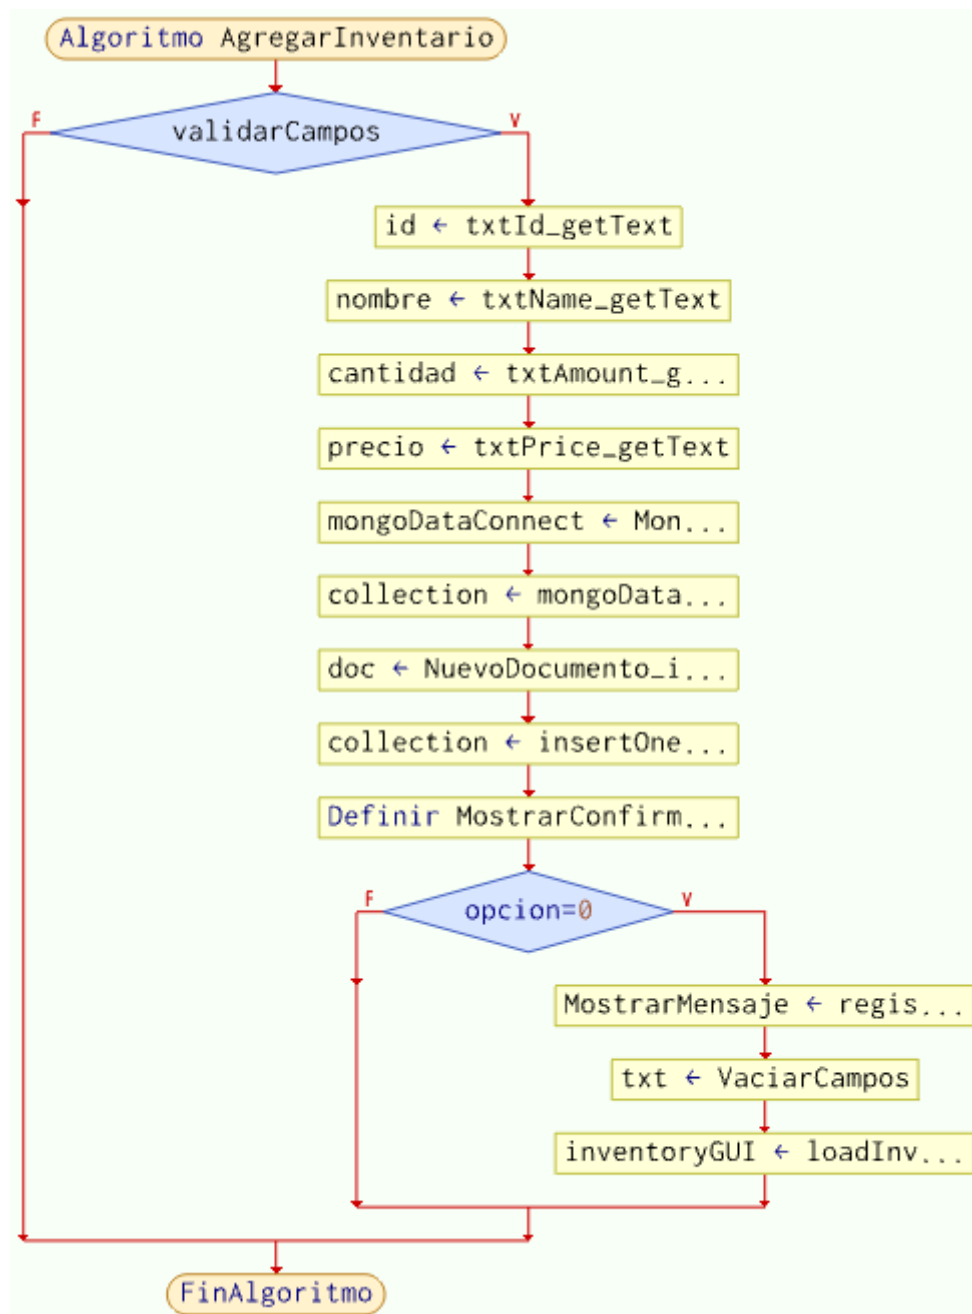 Algoritmo AgregarInventario
validarCampos
F
V
id ← txtId_getText
nombre ← txtName_getText
cantidad ← txtAmount_g...
precio ← txtPrice_getText
mongoDataConnect ← Mon...
collection ← mongoData...
doc ← NuevoDocumento_i...
collection ← insertOne...
Definir MostrarConfirm...
opcion=0
F
V
MostrarMensaje ← regis...
txt ← VaciarCampos
inventoryGUI ← loadInv...
FinAlgoritmo